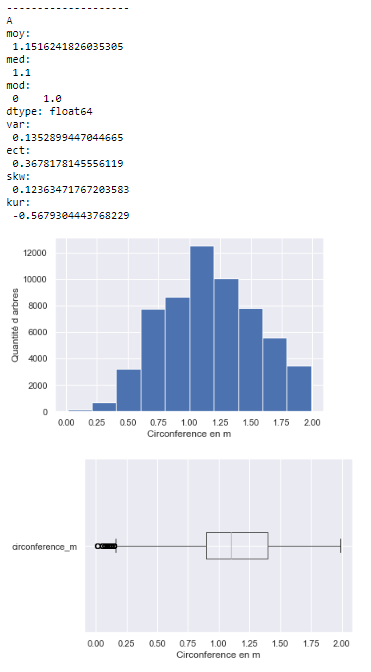 --------------------
A
moy:
1.1516241826035305
med:
1.1
mod:
0    1.0
dtype: float64
var:
0.1352899447044665
ect:
0.3678178145556119
skw:
0.12363471767203583
kur:
-0.5679304443768229
12000
10000
8000
6000
4000
2000
0
Quantité d arbres
0.00 0.25 0.50 0.75 1.00 1.25 1.50 1.75 2.00
Circonference en m
circonference_m
0.00 0.25 0.50 0.75 1.00 1.25 1.50 1.75 2.00
Circonference en m